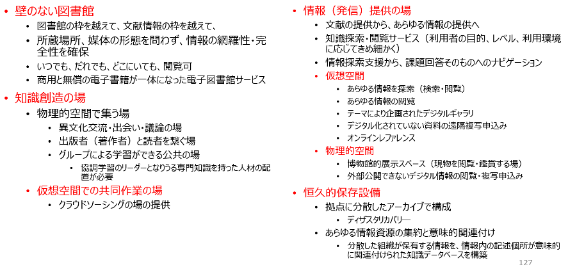 • 壁のない図書館
• 図書館の枠を越えて、文献情報の枠を越えて、
• 所蔵場所、媒体の形態を問わず、情報の網羅性・完
全性を確保
• いつでも、だれでも、どこにいても、閲覧可
• 商用と無償の電子書籍が一体になった電子図書館サービス
• 知識創造の場
• 物理的空間で集う場
• 異文化交流・出会い・議論の場
• 出版者（著作者）と読者を繋ぐ場
• グループによる学習ができる公共の場
• 協調学習のリーダーとなりうる専門知識を持った人材の配
置が必要
• 仮想空間での共同作業の場
• クラウドソーシングの場の提供
• 情報（発信）提供の場
• 文献の提供から、あらゆる情報の提供へ
• 知識探索・閲覧サービス（利用者の目的、レベル、利用環境
に応じてきめ細かく）
• 情報探索支援から、課題回答そのものへのナビゲーション
• 仮想空間
• あらゆる情報を探索（検索・閲覧）
• あらゆる情報の閲覧
• テーマにより企画されたデジタルギャラリ
• デジタル化されていない資料の遠隔複写申込み
• オンラインレファレンス
• 物理的空間
• 博物館的展示スペース（現物を閲覧・鑑賞する場）
• 外部公開できないデジタル情報の閲覧・複写申込み
• 恒久的保存設備
• 拠点に分散したアーカイブで構成
• ディザスタリカバリー
• あらゆる情報資源の集約と意味的関連付け
• 分散した組織が保有する情報を、情報内の記述個所が意味的
に関連付けられた知識データベースを構築
127